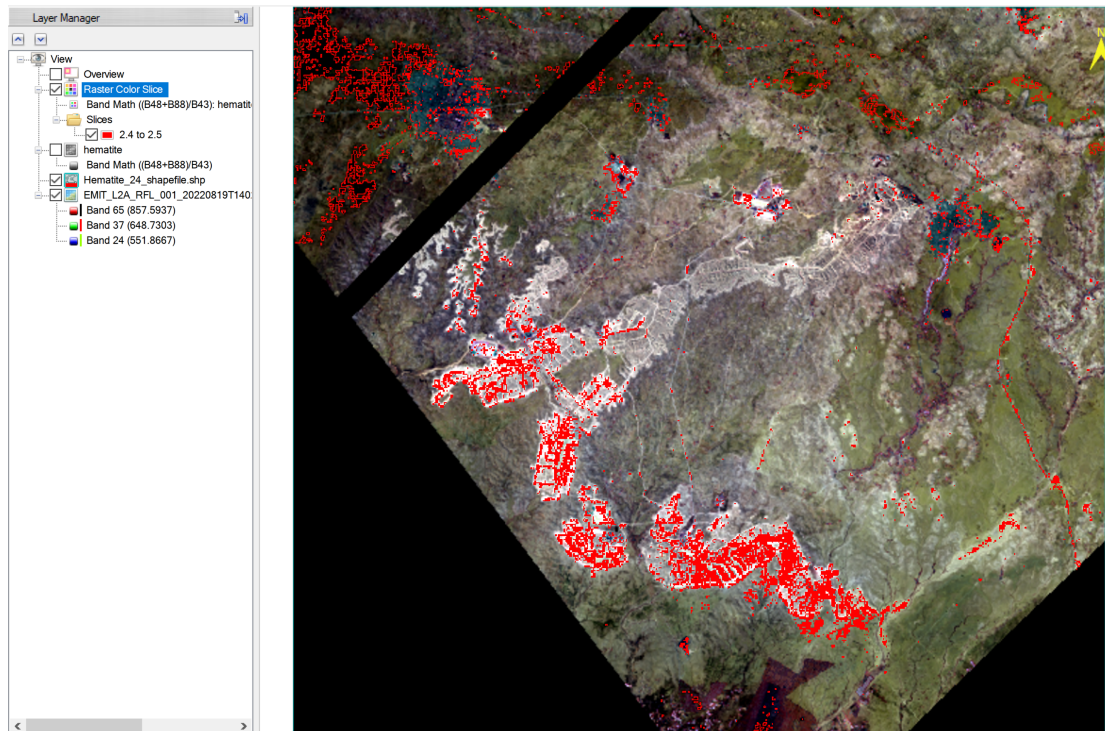 Layer Manager
View
Overview
Raster Color Slice
Band Math ((B48+B88)/B43): hematit
Slices
2.4 to 2.5
hematite
Band Math ((B48+B88)/B43)
Hematite_24_shapefile.shp
EMIT_L2A_RFL_001_20220819T140
Band 65 (857.5937)
Band 37 (648.7303)
Band 24 (551.8667)
N